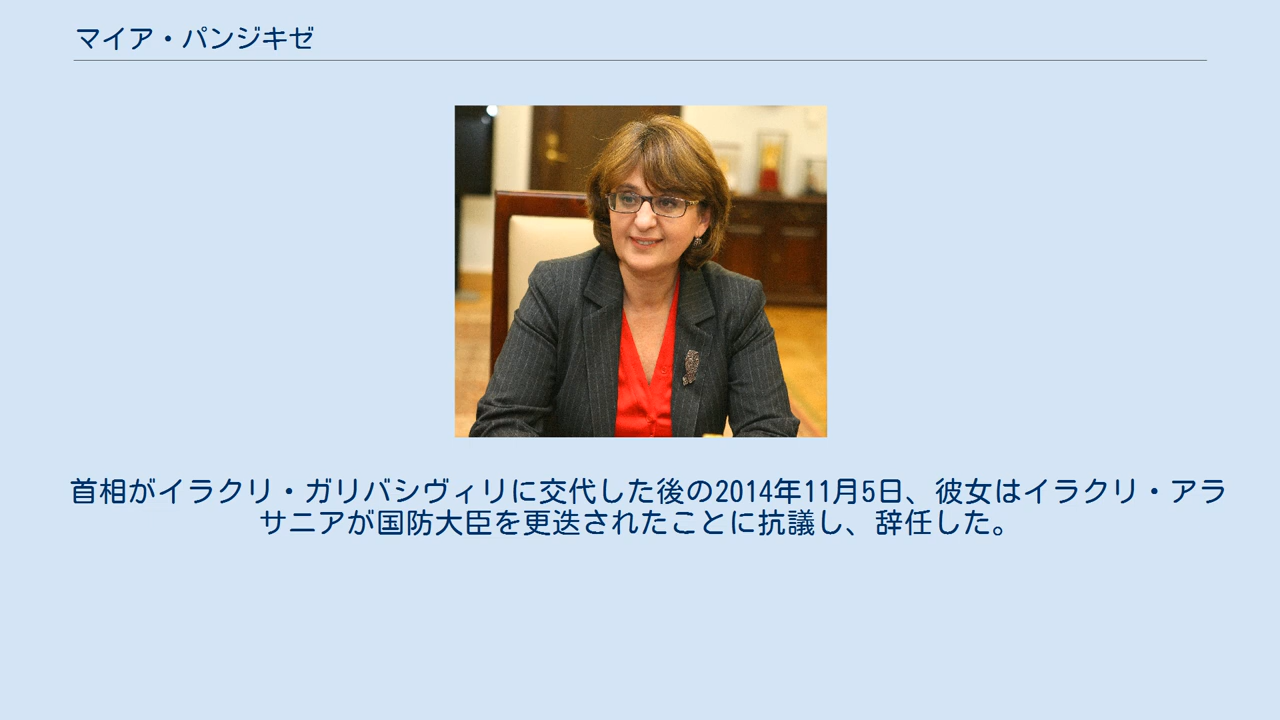 マイア・パンジキゼ
首相がイラクリ・ガリバシヴィリに交代した後の2014年11月5日、彼女はイラクリ・アラ
サニアが国防大臣を更迭されたことに抗議し、辞任した。